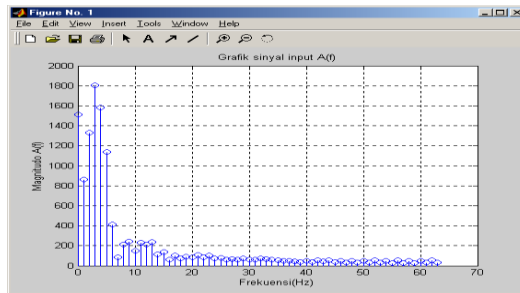 Figure No. 1
File Edit View Insert Tools Window Help
A
Grafik sinyal input A(f)
2000
1800
1600
1400
1200
1000
800
600
400
200
0
Magnitudo A(f)
0 10 20 30 40 50 60 70
Frekuensi(Hz)